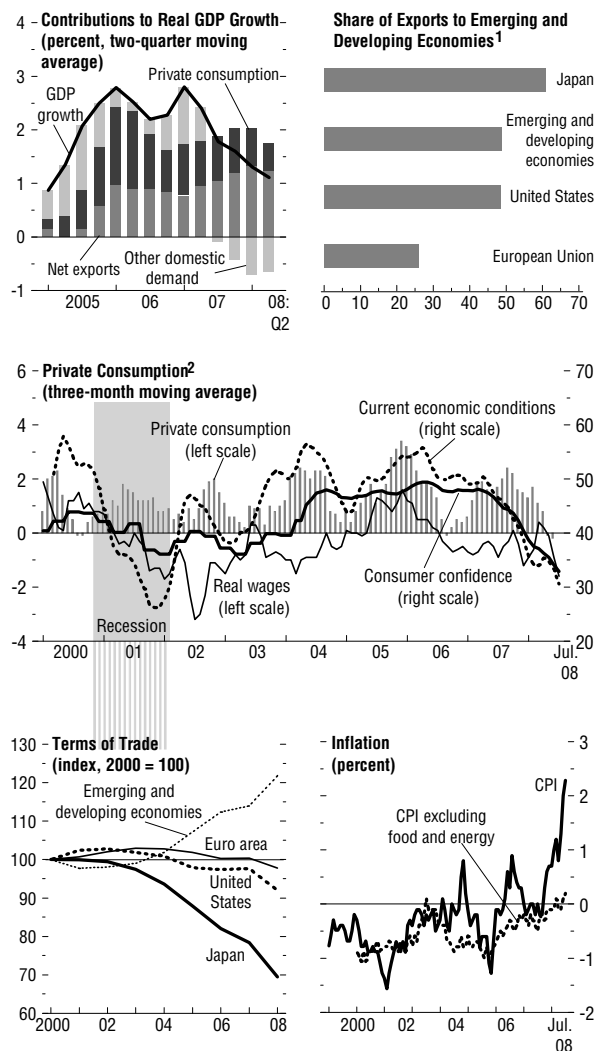 Contributions to Real GDP Growth
(percent, two-quarter moving
average)
4
3
2
1
0
-1
Private consumption
GDP
growth
Net exports
Other domestic
demand
2005 06 07 08:
Q2
Share of Exports to Emerging and
Developing Economies1
Japan
Emerging and
developing
economies
United States
European Union
0 10 20 30 40 50 60 70
Private Consumption2
(three-month moving average)
6
4
2
0
-2
-4
70
60
50
40
30
20
Private consumption
(left scale)
Current economic conditions
(right scale)
Real wages
(left scale)
Consumer confidence
(right scale)
Recession
2000 01 02 03 04 05 06 07 Jul.
08
Terms of Trade
(index, 2000 = 100)
130
120
110
100
90
80
70
60
Emerging and
developing economies
Euro area
United
States
Japan
2000 02 04 06 08
Inflation
(percent)
3
2
1
0
-1
-2
CPI
CPI excluding
food and energy
2000 02 04 06 Jul.
08